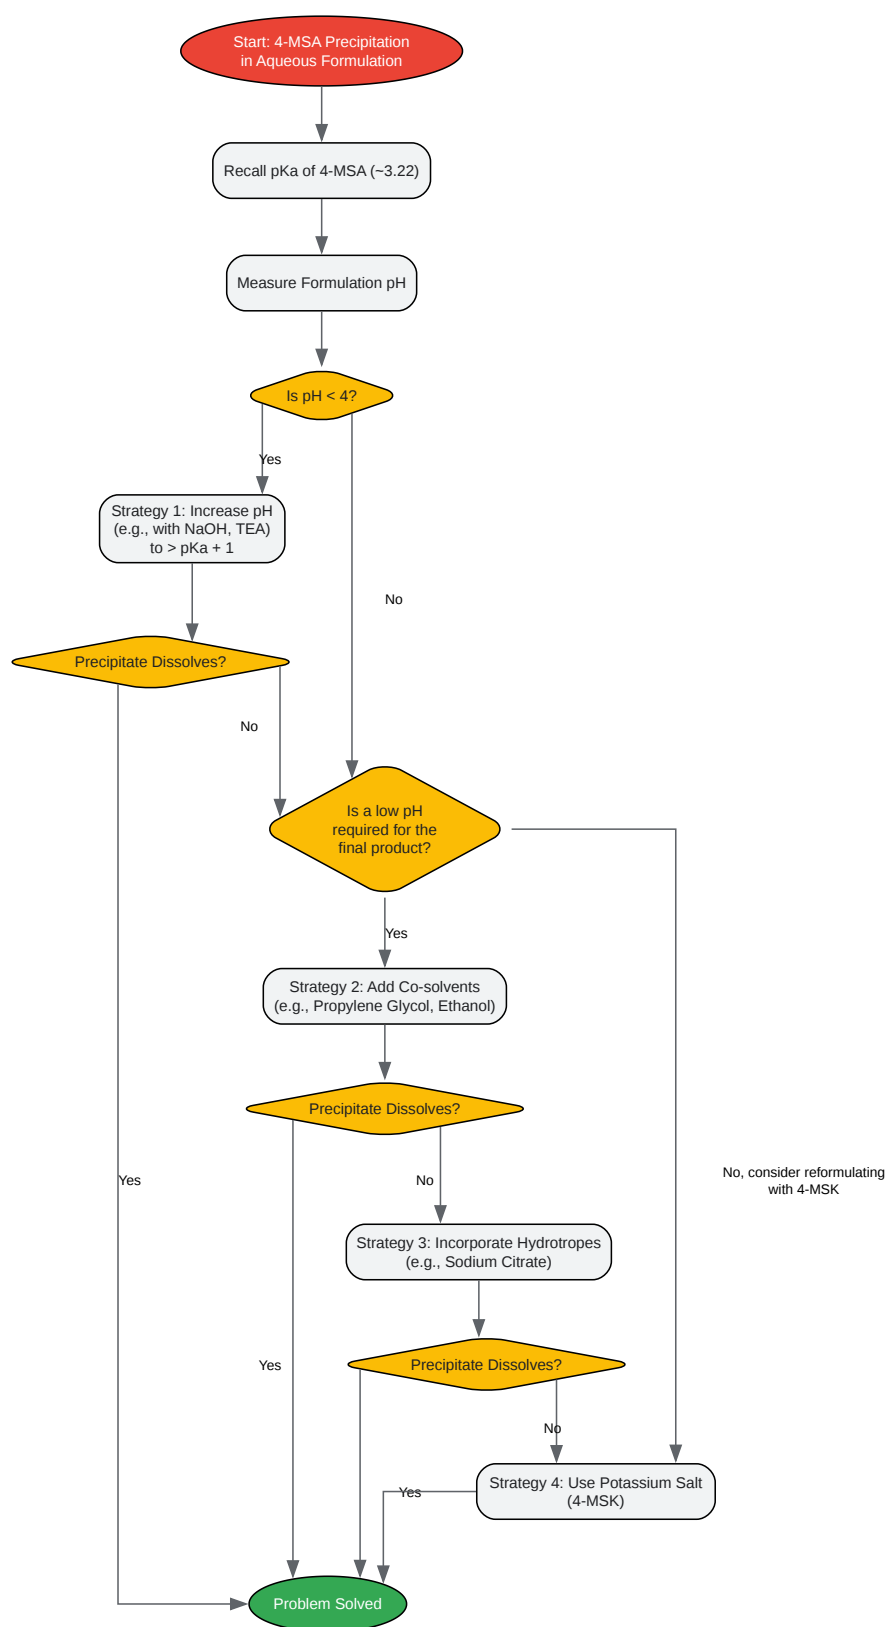 Start: 4-MSA Precipitation
in Aqueous Formulation
Recall pKa of 4-MSA (~3.22)
Measure Formulation pH
Is pH < 4?
Yes
Strategy 1: Increase pH
(e.g., with NaOH, TEA)
to > pKa + 1
No
Precipitate Dissolves?
No
Is a low pH
required for the
final product?
Yes
Strategy 2: Add Co-solvents
(e.g., Propylene Glycol, Ethanol)
Precipitate Dissolves?
Yes
No
No, consider reformulating
with 4-MSK
Strategy 3: Incorporate Hydrotropes
(e.g., Sodium Citrate)
Yes
Precipitate Dissolves?
No
Strategy 4: Use Potassium Salt
(4-MSK)
Yes
Problem Solved